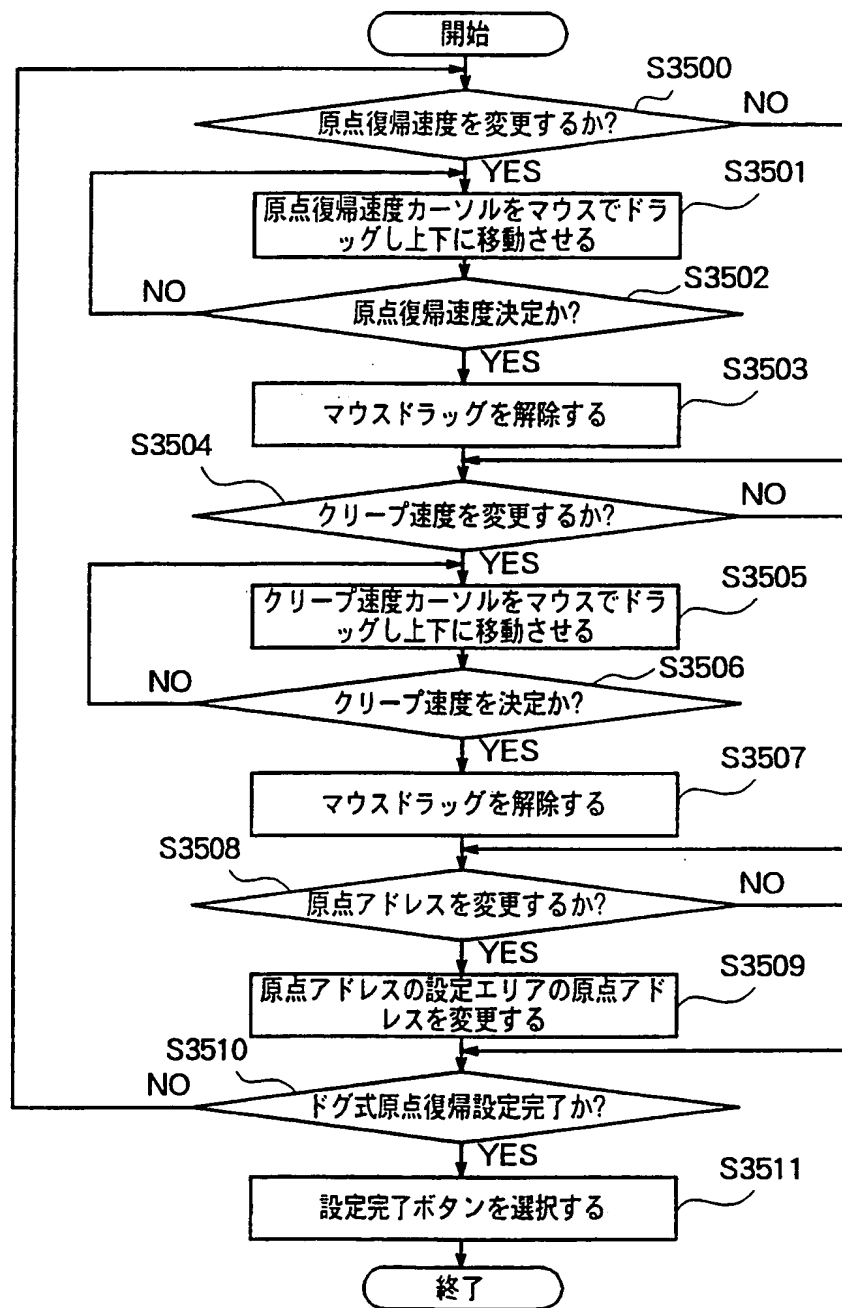 開始
S3500
原点復帰速度を変更するか?
NO
YES
S3501
原点復帰速度カーソルをマウスでドラ
ッグし上下に移動させる
S3502
NO
原点復帰速度決定か?
YES
S3503
マウスドラッグを解除する
S3504
クリープ速度を変更するか?
NO
YES
S3505
クリープ速度カーソルをマウスでドラ
ッグし上下に移動させる
S3506
NO
クリープ速度を決定か?
YES
S3507
マウスドラッグを解除する
S3508
原点アドレスを変更するか?
NO
YES
S3509
原点アドレスの設定エリアの原点アド
レスを変更する
S3510
NO
ドグ式原点復帰設定完了か?
YES
S3511
設定完了ボタンを選択する
終了